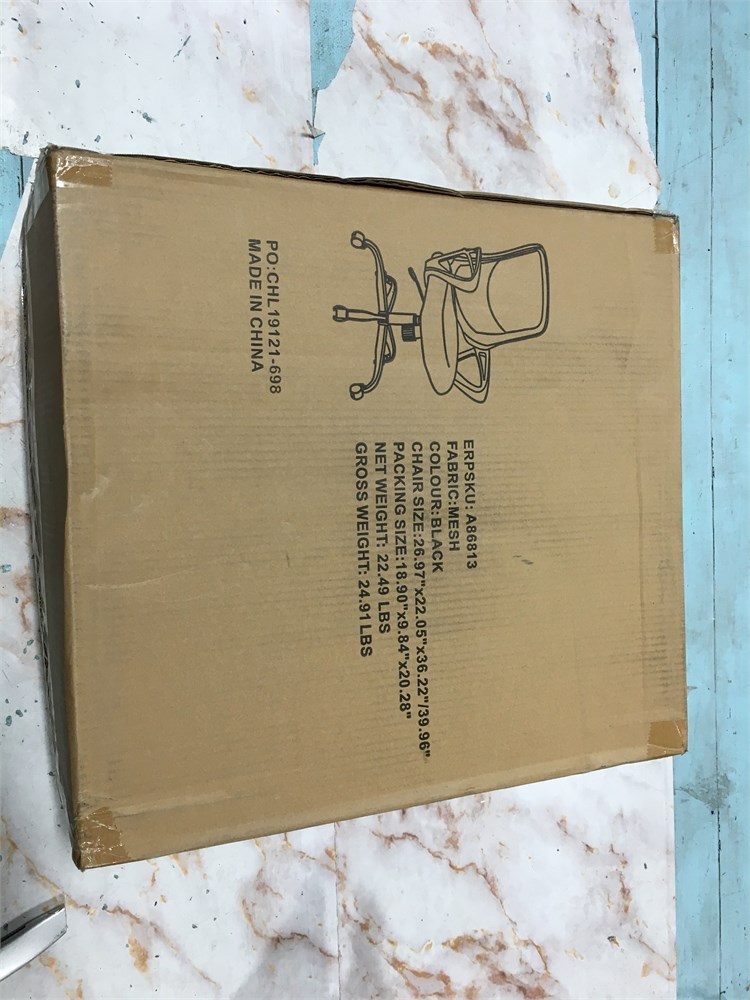 ERPSKU: A86813
FABRIC:MESH
COLOUR:BLACK
CHAIR SIZE:26.97"x22.05"x36.22"/39.96"
PACKING SIZE:18.90"x9.84"x20.28"
NET WEIGHT: 22.49 LBS
GROSS WEIGHT: 24.91 LBS
PO:CHL19121-698
MADE IN CHINA